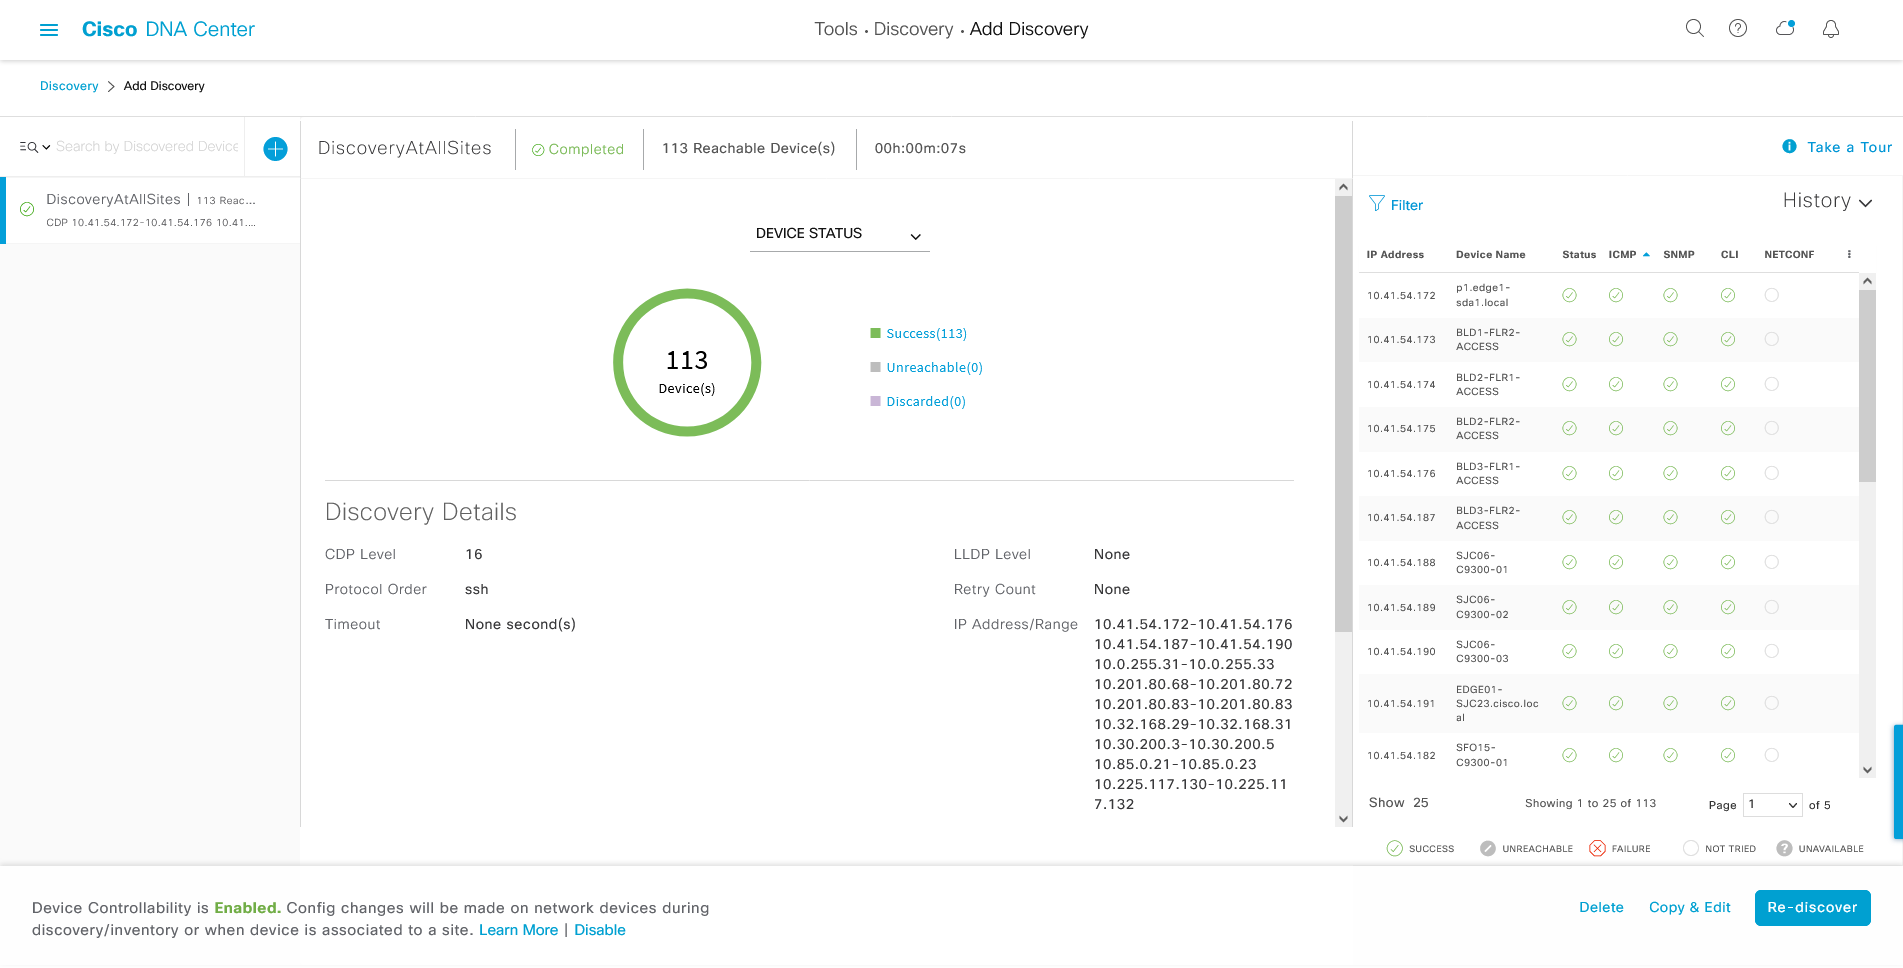 Cisco DNA Center
Tools • Discovery • Add Discovery
Discovery > Add Discovery
Search by Discovered Device
DiscoveryAtAllSites
Completed
113 Reachable Device(s)
00h:00m:07s
Take a Tour
DiscoveryAtAllSites | 113 Reac...
CDP 10.41.54.172-10.41.54.176 10.41....
DEVICE STATUS
113
Device(s)
Success(113)
Unreachable(0)
Discarded(0)
Discovery Details
CDP Level 16
LLDP Level None
Protocol Order ssh
Retry Count None
Timeout None second(s)
IP Address/Range 10.41.54.172-10.41.54.176
10.41.54.187-10.41.54.190
10.0.255.31-10.0.255.33
10.201.80.68-10.201.80.72
10.201.80.83-10.201.80.83
10.32.168.29-10.32.168.31
10.30.200.3-10.30.200.5
10.85.0.21-10.85.0.23
10.225.117.130-10.225.11
7.132
Filter
History
IP Address Device Name Status ICMP SNMP CLI NETCONF
10.41.54.172 p1.edge1-
sda1.local
10.41.54.173 BLD1-FLR2-
ACCESS
10.41.54.174 BLD2-FLR1-
ACCESS
10.41.54.175 BLD2-FLR2-
ACCESS
10.41.54.176 BLD3-FLR1-
ACCESS
10.41.54.187 BLD3-FLR2-
ACCESS
10.41.54.188 SJC06-
C9300-01
10.41.54.189 SJC06-
C9300-02
10.41.54.190 SJC06-
C9300-03
10.41.54.191 EDGE01-
SJC23.cisco.loc
al
10.41.54.182 SFO15-
C9300-01
Show 25
Showing 1 to 25 of 113
Page 1 of 5
SUCCESS UNREACHABLE FAILURE NOT TRIED UNAVAILABLE
Device Controllability is Enabled. Config changes will be made on network devices during
discovery/inventory or when device is associated to a site. Learn More | Disable
Delete
Copy & Edit
Re-discover